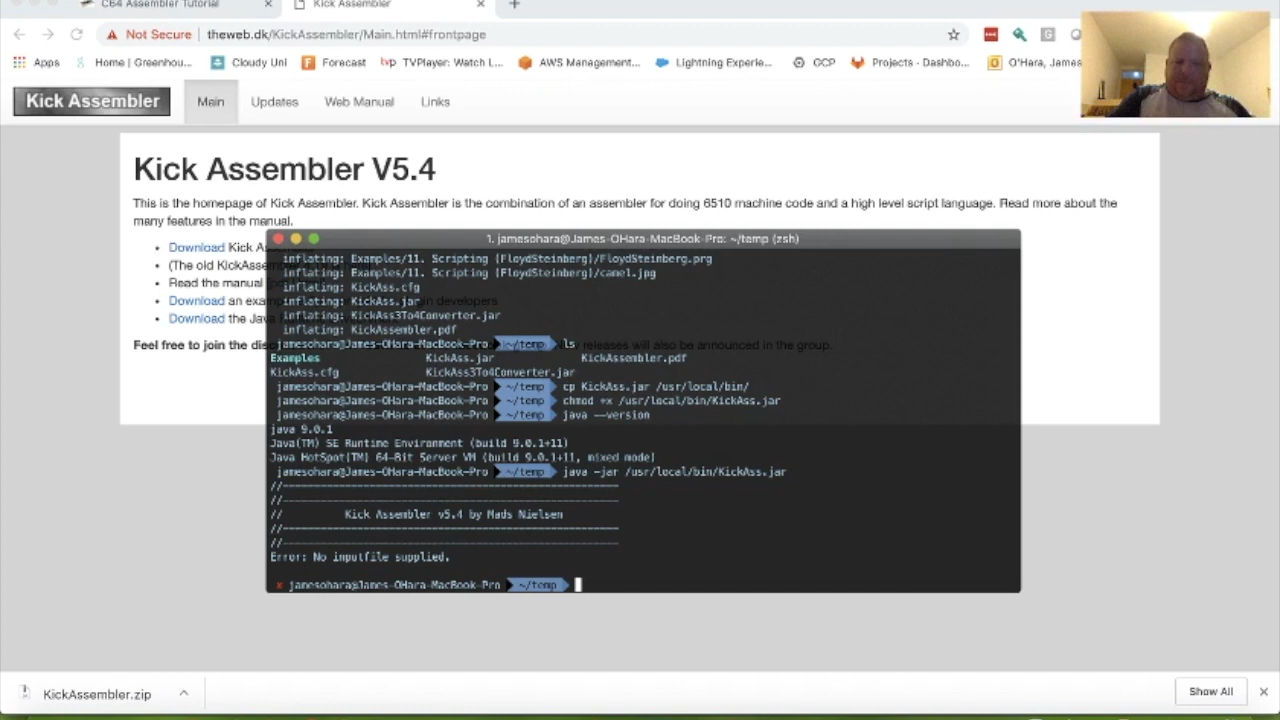 C64 Assembler Tutorial
Kick Assembler
Not Secure theweb.dk/KickAssembler/Main.html#frontpage
Apps Home | Greenhou... Cloudy Uni Forecast tvp TVPlayer: Watch L... AWS Management... Lightning Experie... GCP Projects - Dashbo... O'Hara, James
Kick Assembler Main Updates Web Manual Links
Kick Assembler V5.4
This is the homepage of Kick Assembler. Kick Assembler is the combination of an assembler for doing 6510 machine code and a high level script language. Read more about the
many features in the manual.
Download Kick
(The old KickAssem
Read the manual
Download an exam developers
Download the Java
Feel free to join the dis releases will also be announced in the group.
1. jamesohara@James-OHara-MacBook-Pro: ~/temp (zsh)
inflating: Examples/11. Scripting (FloydSteinberg)/FloydSteinberg.prg
inflating: Examples/11. Scripting (FloydSteinberg)/camel.jpg
inflating: KickAss.cfg
inflating: KickAss.jar
inflating: KickAss3To4Converter.jar
inflating: KickAssembler.pdf
jamesohara@James-OHara-MacBook-Pro ~/temp ls
Examples KickAss.jar KickAssembler.pdf
KickAss.cfg KickAss3To4Converter.jar
jamesohara@James-OHara-MacBook-Pro ~/temp cp KickAss.jar /usr/local/bin/
jamesohara@James-OHara-MacBook-Pro ~/temp chmod +x /usr/local/bin/KickAss.jar
jamesohara@James-OHara-MacBook-Pro ~/temp java --version
java 9.0.1
Java(TM) SE Runtime Environment (build 9.0.1+11)
Java HotSpot(TM) 64-Bit Server VM (build 9.0.1+11, mixed mode)
jamesohara@James-OHara-MacBook-Pro ~/temp java -jar /usr/local/bin/KickAss.jar
//------------------------------------------------------
//------------------------------------------------------
// Kick Assembler v5.4 by Mads Nielsen
//------------------------------------------------------
//------------------------------------------------------
Error: No inputfile supplied.
x jamesohara@James-OHara-MacBook-Pro ~/temp
KickAssembler.zip
Show All